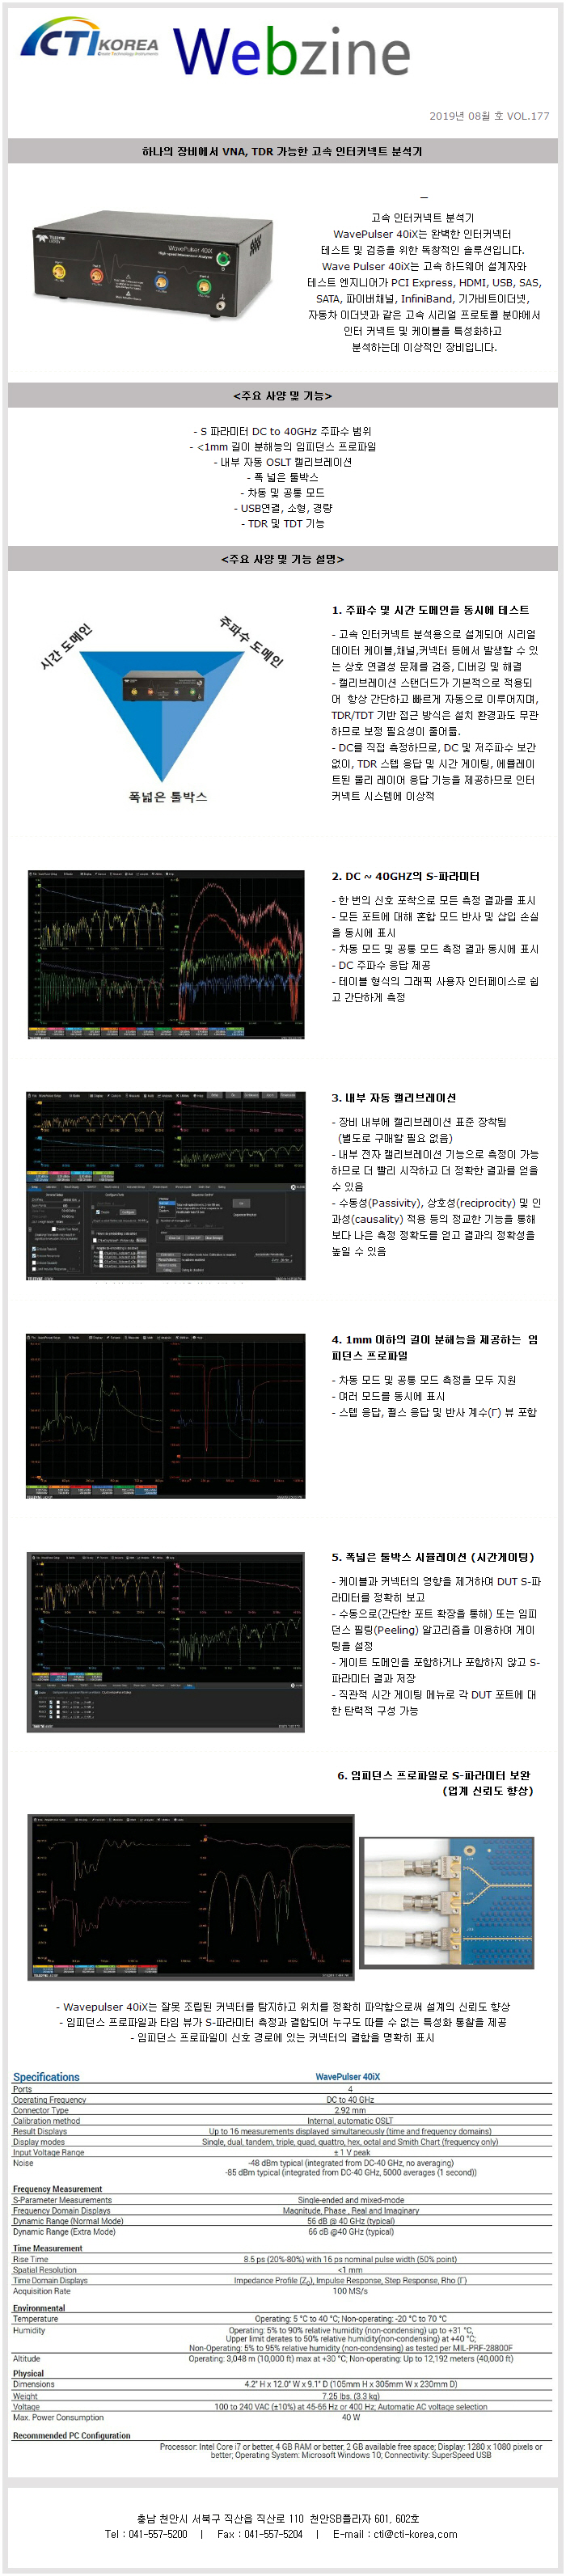 CTI KOREA
Create Technology Instruments
Webzine
2019년 08월 호 VOL.177
하나의 장비에서 VNA, TDR 가능한 고속 인터커넥트 분석기
고속 인터커넥트 분석기
WavePulser 40iX는 완벽한 인터커넥터
테스트 및 검증을 위한 독창적인 솔루션입니다.
Wave Pulser 40iX는 고속 하드웨어 설계자와
테스트 엔지니어가 PCI Express, HDMI, USB, SAS,
SATA, 파이버채널, InfiniBand, 기가비트이더넷,
자동차 이더넷과 같은 고속 시리얼 프로토콜 분야에서
인터 커넥트 및 케이블을 특성화하고
분석하는데 이상적인 장비입니다.
<주요 사양 및 기능>
- S 파라미터 DC to 40GHz 주파수 범위
- <1mm 길이 분해능의 임피던스 프로파일
- 내부 자동 OSLT 캘리브레이션
- 폭 넓은 툴박스
- 차동 및 공통 모드
- USB연결, 소형, 경량
- TDR 및 TDT 기능
<주요 사양 및 기능 설명>
시간 도메인
주파수 도메인
폭넓은 툴박스
1. 주파수 및 시간 도메인을 동시에 테스트
- 고속 인터커넥트 분석용으로 설계되어 시리얼
데이터 케이블,채널,커넥터 등에서 발생할 수 있
는 상호 연결성 문제를 검증, 디버깅 및 해결
- 캘리브레이션 스탠더드가 기본적으로 적용되
어 항상 간단하고 빠르게 자동으로 이루어지며,
TDR/TDT 기반 접근 방식은 설치 환경과도 무관
하므로 보정 필요성이 줄어듦.
- DC를 직접 측정하므로, DC 및 저주파수 보간
없이, TDR 스텝 응답 및 시간 게이팅, 에뮬레이
트된 물리 레이어 응답 기능을 제공하므로 인터
커넥트 시스템에 이상적
2. DC ~ 40GHZ의 S-파라미터
- 한 번의 신호 포착으로 모든 측정 결과를 표시
- 모든 포트에 대해 혼합 모드 반사 및 삽입 손실
을 동시에 표시
- 차동 모드 및 공통 모드 측정 결과 동시에 표시
- DC 주파수 응답 제공
- 테이블 형식의 그래픽 사용자 인터페이스로 쉽
고 간단하게 측정
3. 내부 자동 캘리브레이션
- 장비 내부에 캘리브레이션 표준 장착됨
(별도로 구매할 필요 없음)
- 내부 전자 캘리브레이션 기능으로 측정이 가능
하므로 더 빨리 시작하고 더 정확한 결과를 얻을
수 있음
- 수동성(Passivity), 상호성(reciprocity) 및 인
과성(causality) 적용 등의 정교한 기능을 통해
보다 나은 측정 정확도를 얻고 결과의 정확성을
높일 수 있음
4. 1mm 이하의 길이 분해능을 제공하는 임
피던스 프로파일
- 차동 모드 및 공통 모드 측정을 모두 지원
- 여러 모드를 동시에 표시
- 스텝 응답, 펄스 응답 및 반사 계수(Γ) 뷰 포함
5. 폭넓은 툴박스 시뮬레이션 (시간게이팅)
- 케이블과 커넥터의 영향을 제거하여 DUT S-파
라미터를 정확히 보고
- 수동으로(간단한 포트 확장을 통해) 또는 임피
던스 필링(Peeling) 알고리즘을 이용하여 게이
팅을 설정
- 게이트 도메인을 포함하거나 포함하지 않고 S-
파라미터 결과 저장
- 직관적 시간 게이팅 메뉴로 각 DUT 포트에 대
한 탄력적 구성 가능
6. 임피던스 프로파일로 S-파라미터 보완
(업계 신뢰도 향상)
- Wavepulser 40iX는 잘못 조립된 커넥터를 탐지하고 위치를 정확히 파악함으로써 설계의 신뢰도 향상
- 임피던스 프로파일과 타임 뷰가 S-파라미터 측정과 결합되어 누구도 따를 수 없는 특성화 통찰을 제공
- 임피던스 프로파일이 신호 경로에 있는 커넥터의 결함을 명확히 표시
Specifications WavePulser 40iX
Ports 4
Operating Frequency DC to 40 GHz
Connector Type 2.92 mm
Calibration method Internal, automatic OSLT
Result Displays Up to 16 measurements displayed simultaneously (time and frequency domains)
Display modes Single, dual, tandem, triple, quad, quattro, hex, octal and Smith Chart (frequency only)
Input Voltage Range ± 1 V peak
Noise -48 dBm typical (integrated from DC-40 GHz, no averaging)
-85 dBm typical (integrated from DC-40 GHz, 5000 averages (1 second))
Frequency Measurement
S-Parameter Measurements Single-ended and mixed-mode
Frequency Domain Displays Magnitude, Phase , Real and Imaginary
Dynamic Range (Normal Mode) 56 dB @ 40 GHz (typical)
Dynamic Range (Extra Mode) 66 dB @40 GHz (typical)
Time Measurement
Rise Time 8.5 ps (20%-80%) with 16 ps nominal pulse width (50% point)
Spatial Resolution <1 mm
Time Domain Displays Impedance Profile (Z0), Impulse Response, Step Response, Rho (Γ)
Acquisition Rate 100 MS/s
Environmental
Temperature Operating: 5 °C to 40 °C; Non-operating: -20 °C to 70 °C
Humidity Operating: 5% to 90% relative humidity (non-condensing) up to +31 °C,
Upper limit derates to 50% relative humidity(non-condensing) at +40 °C;
Non-Operating: 5% to 95% relative humidity (non-condensing) as tested per MIL-PRF-28800F
Altitude Operating: 3,048 m (10,000 ft) max at +30 °C; Non-operating: Up to 12,192 meters (40,000 ft)
Physical
Dimensions 4.2" H x 12.0" W x 9.1" D (105mm H x 305mm W x 230mm D)
Weight 7.25 lbs. (3.3 kg)
Voltage 100 to 240 VAC (±10%) at 45-66 Hz or 400 Hz; Automatic AC voltage selection
Max. Power Consumption 40 W
Recommended PC Configuration
Processor: Intel Core i7 or better, 4 GB RAM or better, 2 GB available free space; Display: 1280 x 1080 pixels or
better; Operating System: Microsoft Windows 10; Connectivity: SuperSpeed USB
충남 천안시 서북구 직산읍 직산로 110 천안SB플라자 601, 602호
Tel : 041-557-5200 | Fax : 041-557-5204 | E-mail : cti@cti-korea.com